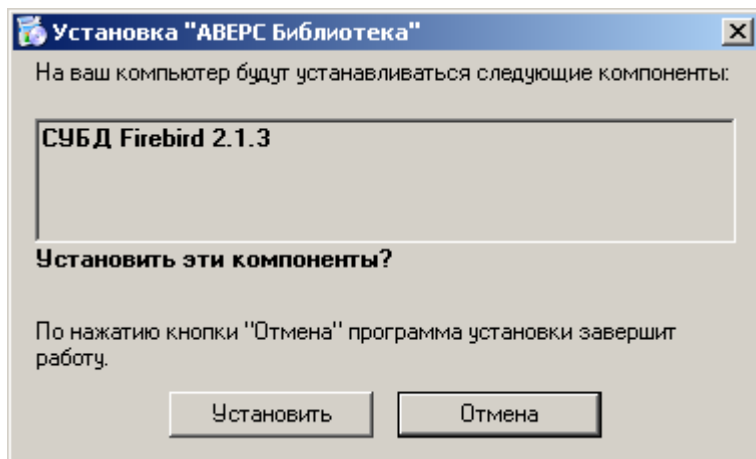 Установка "АВЕРС Библиотека"
На ваш компьютер будут устанавливаться следующие компоненты:
СУБД Firebird 2.1.3
Установить эти компоненты?
По нажатию кнопки "Отмена" программа установки завершит
работу.
Установить
Отмена